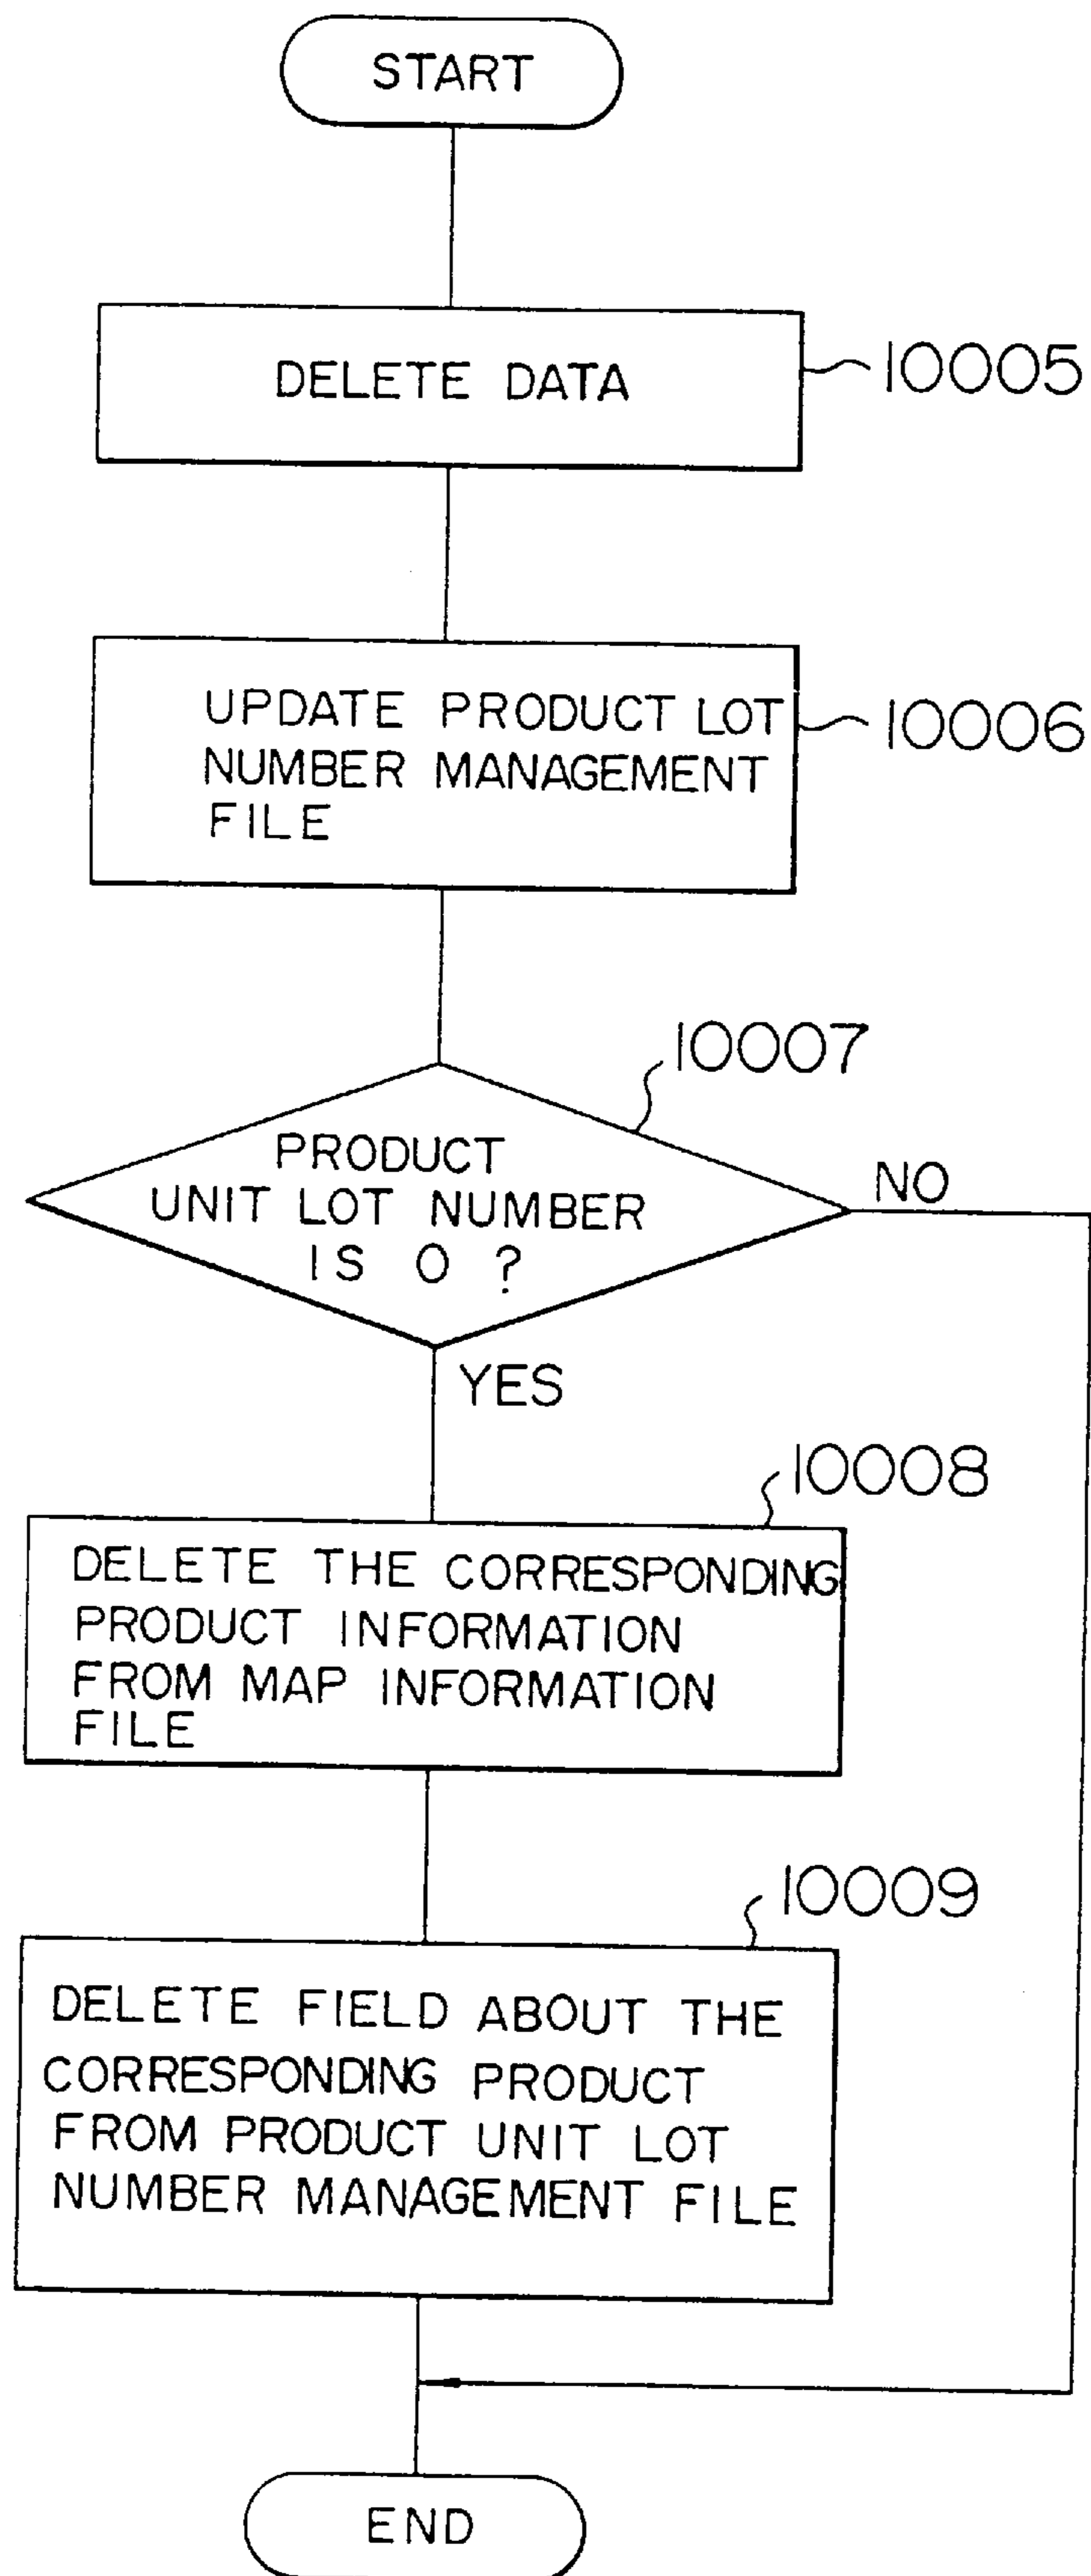 START
DELETE DATA
10005
UPDATE PRODUCT LOT
NUMBER MANAGEMENT
FILE
10006
10007
PRODUCT
UNIT LOT NUMBER
IS 0 ?
NO
YES
10008
DELETE THE CORRESPONDING
PRODUCT INFORMATION
FROM MAP INFORMATION
FILE
10009
DELETE FIELD ABOUT THE
CORRESPONDING PRODUCT
FROM PRODUCT UNIT LOT
NUMBER MANAGEMENT FILE
END